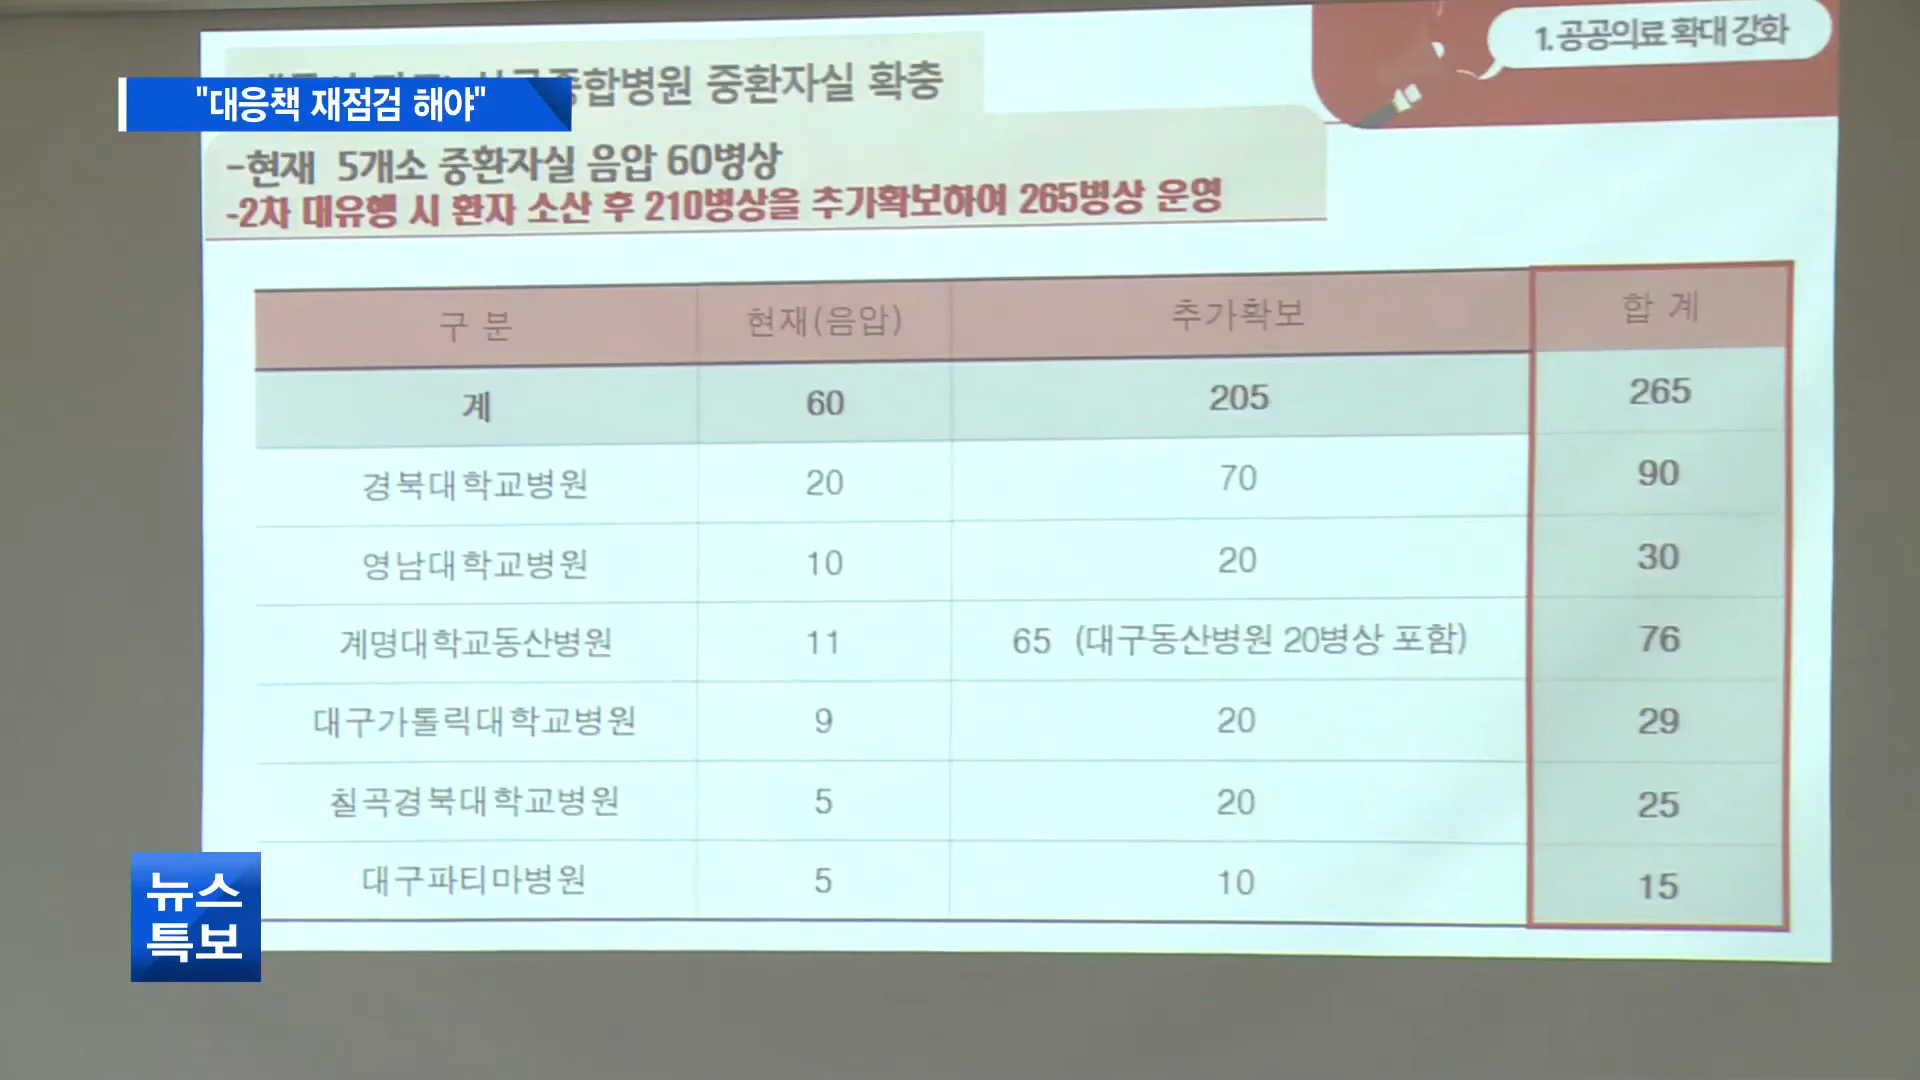 1.공공의료 확대 강화
"대응책 재점검 해야"
중환자실 확충
-현재 5개소 중환자실 음압 60병상
-2차 대유행 시 환자 소산 후 210병상을 추가확보하여 265병상 운영
구 분 현재(음압) 추가확보 합 계
계 60 205 265
경북대학교병원 20 70 90
영남대학교병원 10 20 30
계명대학교동산병원 11 65 (대구동산병원 20병상 포함) 76
대구가톨릭대학교병원 9 20 29
칠곡경북대학교병원 5 20 25
대구파티마병원 5 10 15
뉴스
특보